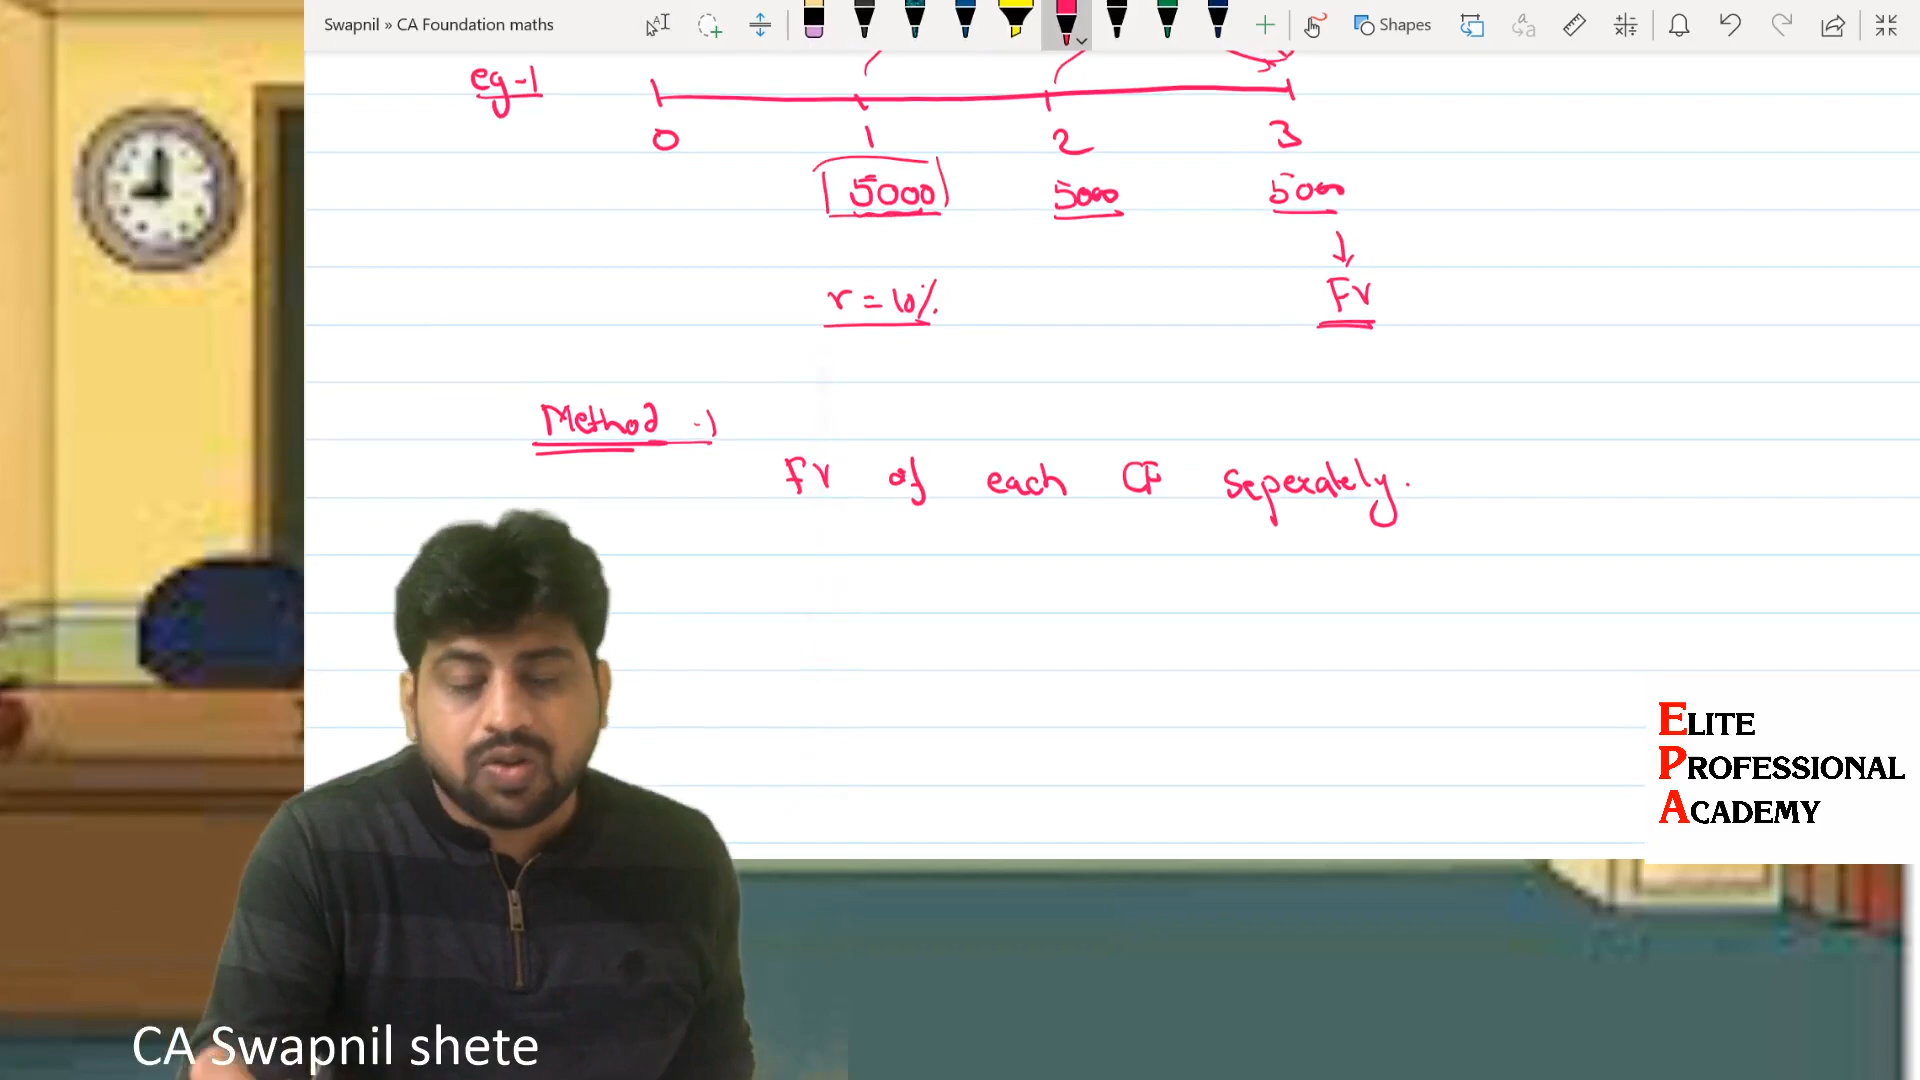 Swapnil » CA Foundation maths
Shapes
eg-1
0 1 2 3
5000 5000 5000
r = 10%
FV
Method -1
FV of each CF seperately.
ELITE
PROFESSIONAL
ACADEMY
CA Swapnil shete